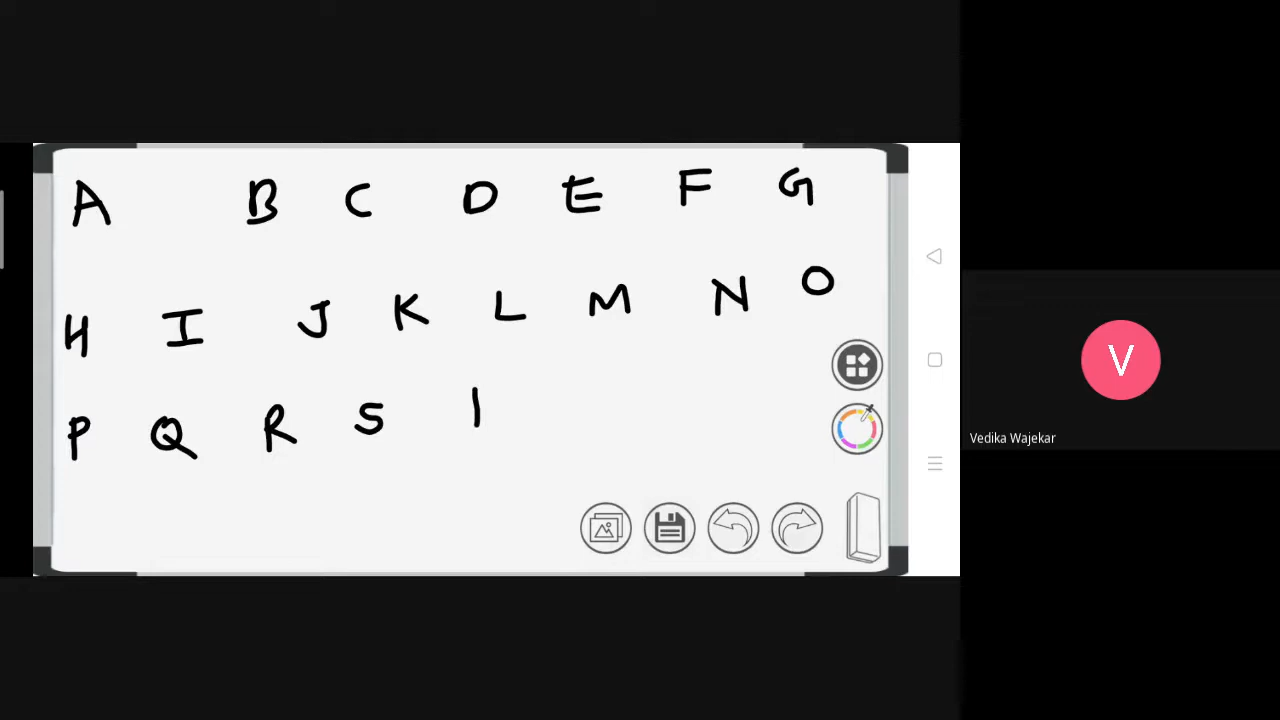 A B C D E F G
H I J K L M N O
P Q R S
V
Vedika Wajekar